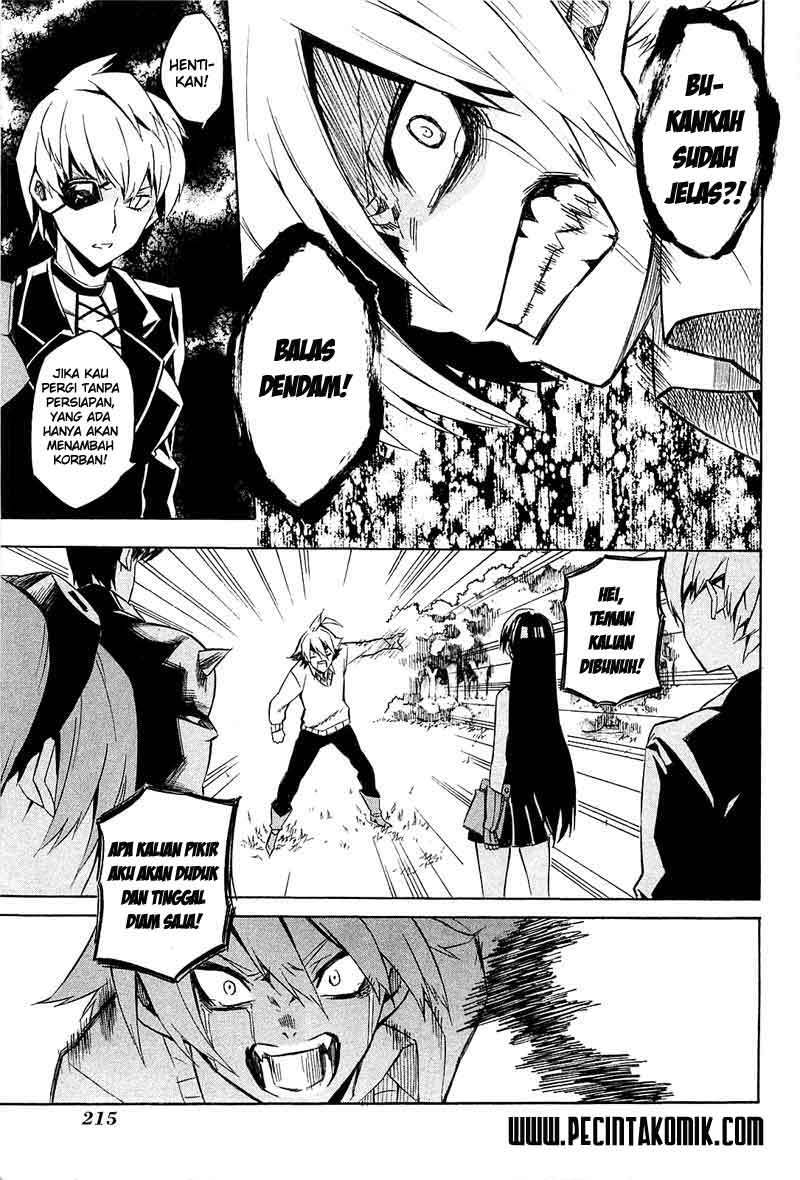 BU-
KANKAH
SUDAH
JELAS?!
BALAS
DENDAM!
HENTI-
KAN!
JIKA KAU
PERGI TANPA
PERSIAPAN,
YANG ADA
HANYA AKAN
MENAMBAH
KORBAN!
HEI,
TEMAN
KALIAN
DIBUNUH!
APA KALIAN PIKIR
AKU AKAN DUDUK
DAN TINGGAL
DIAM SAJA!
215
WWW.PECINTAKOMIK.COM